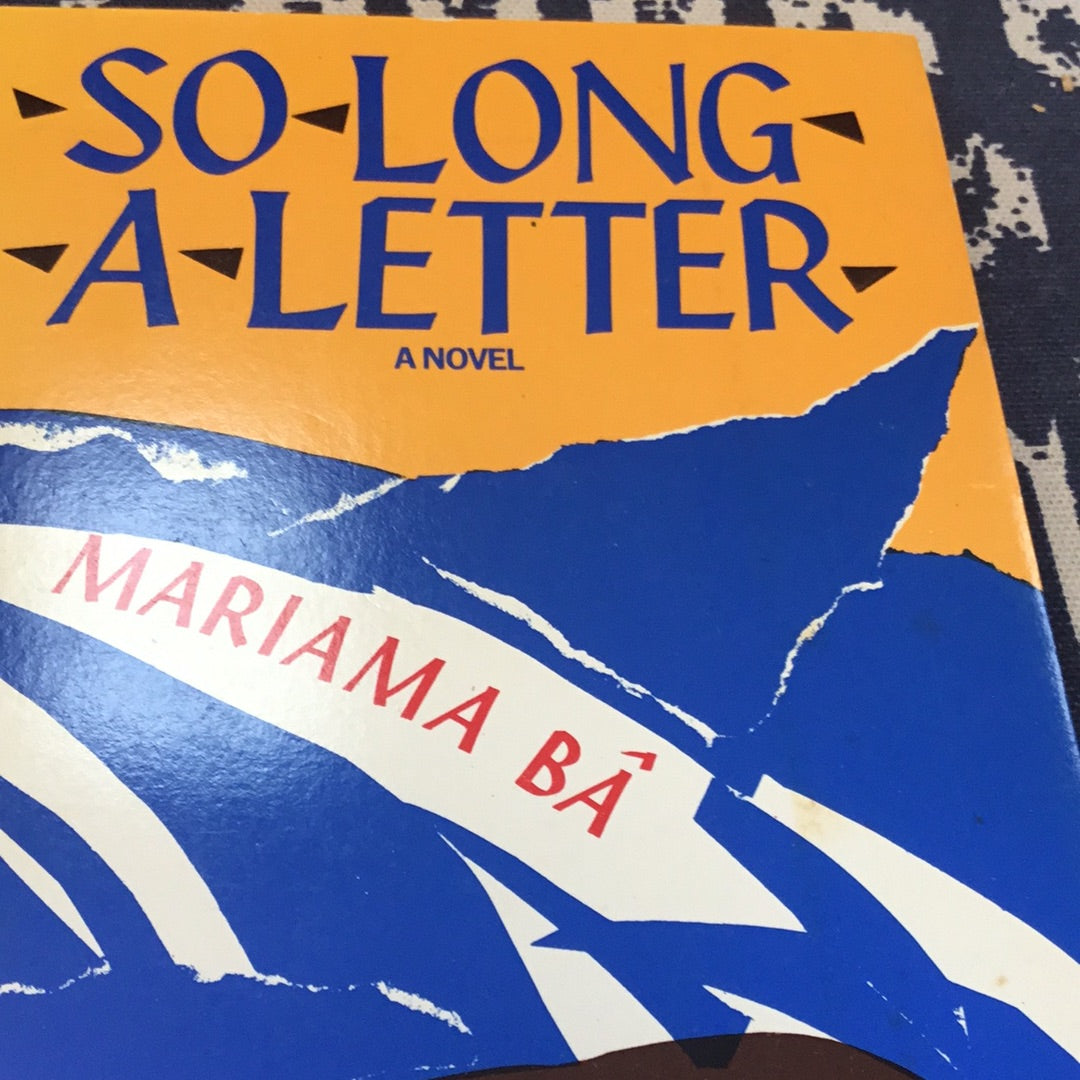 SO LONG
A LETTER
A NOVEL
MARIAMA BÂ